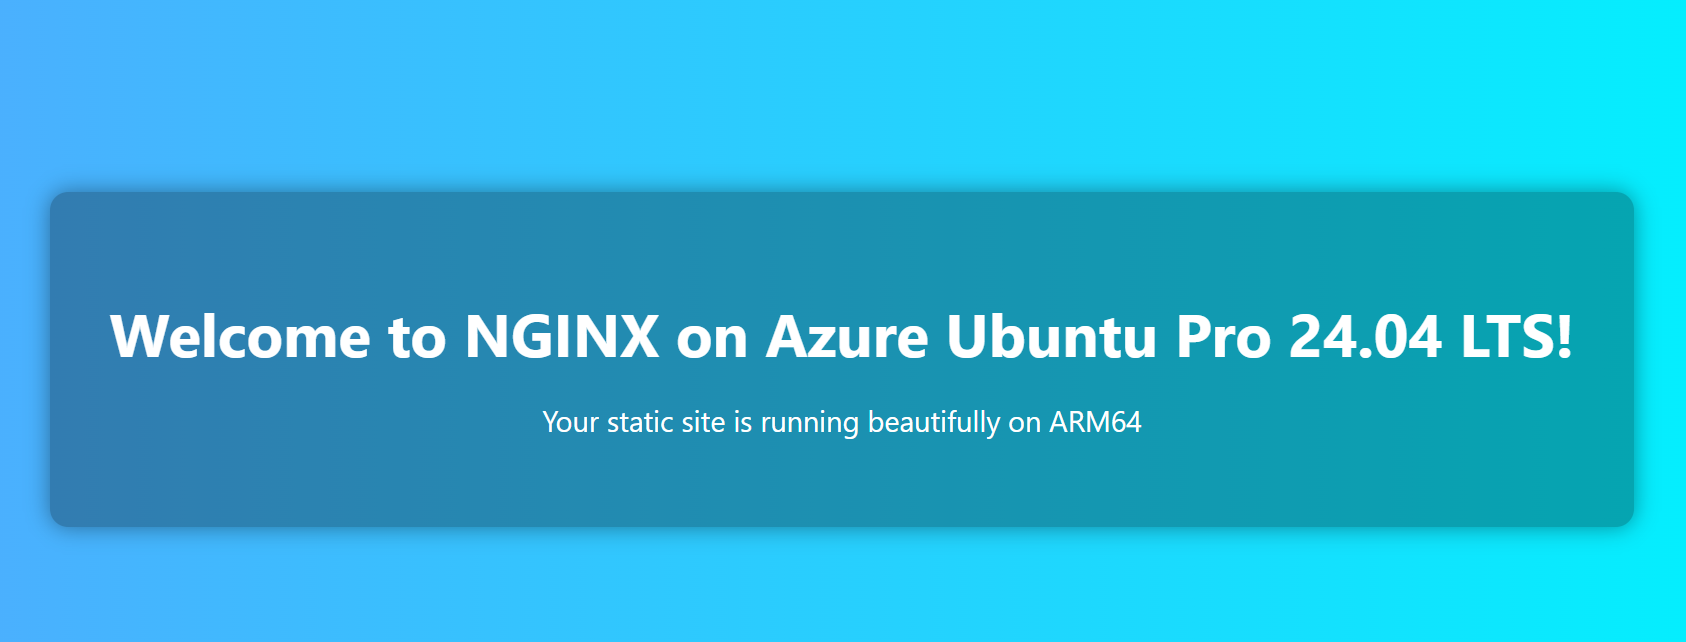 Welcome to NGINX on Azure Ubuntu Pro 24.04 LTS!
Your static site is running beautifully on ARM64